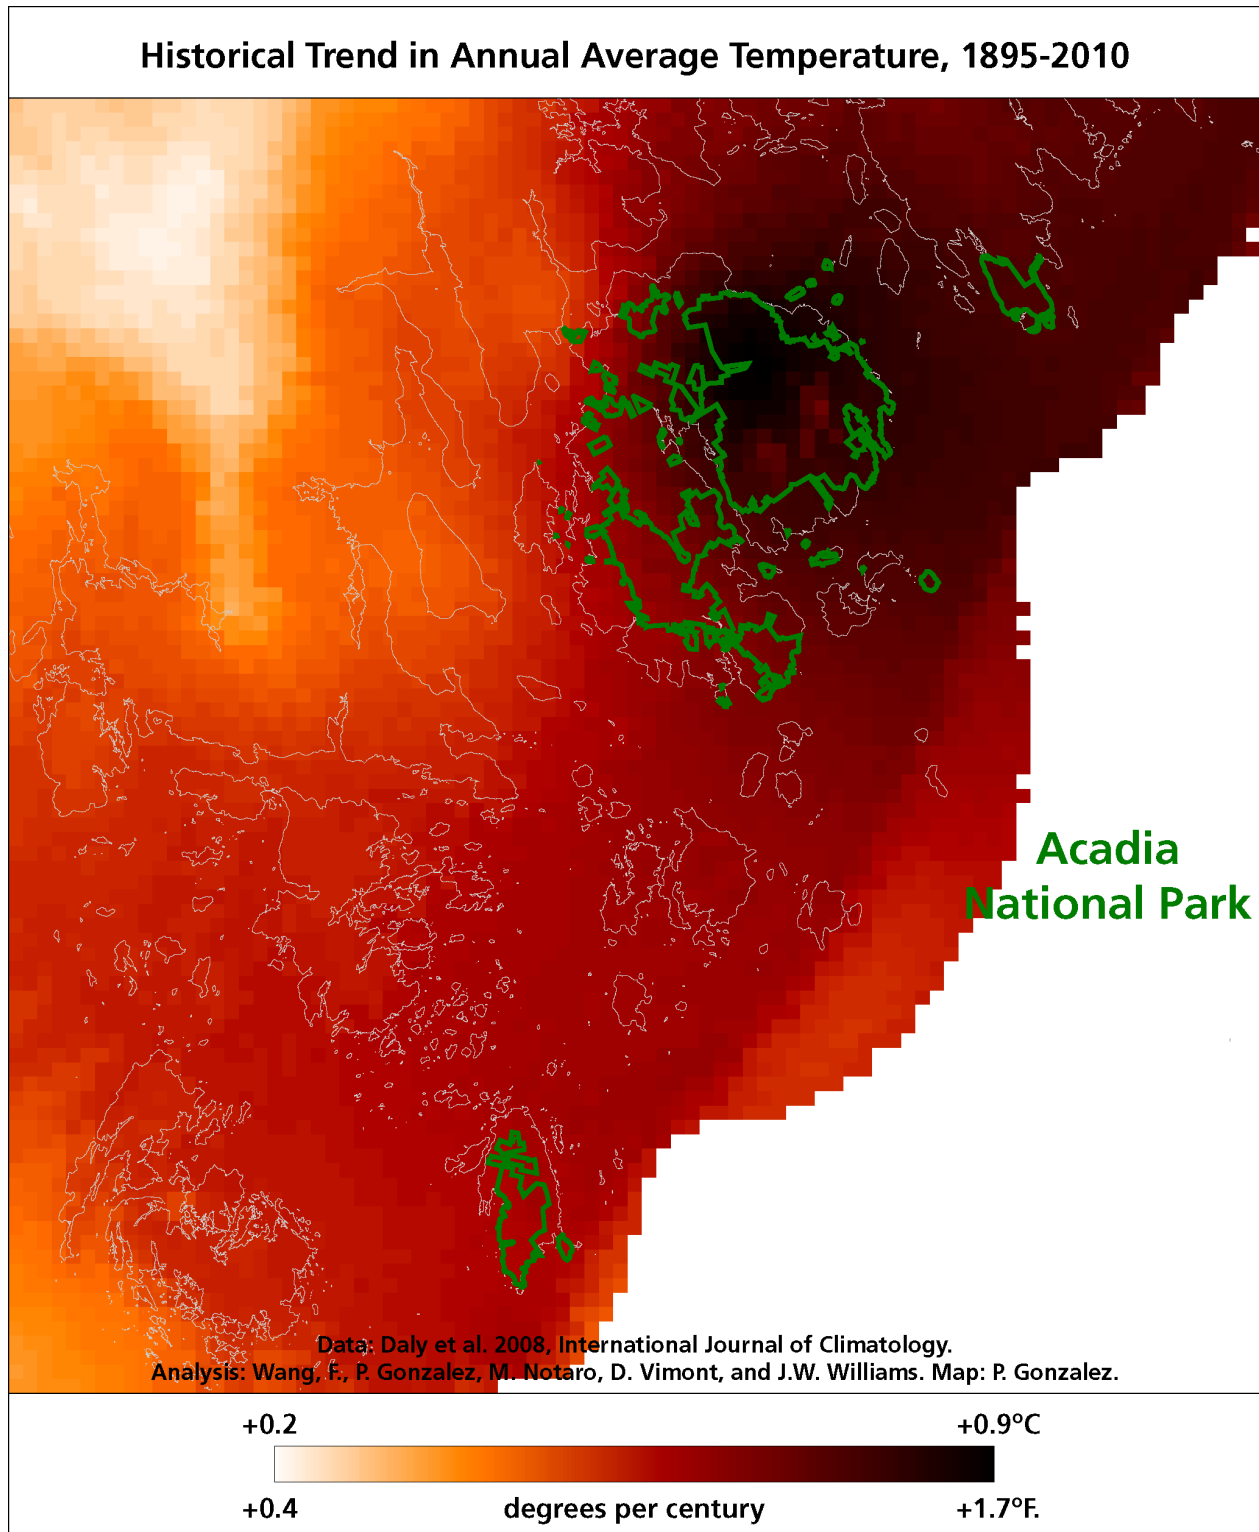 Historical Trend in Annual Average Temperature, 1895-2010
Acadia
National Park
Data: Daly et al. 2008, International Journal of Climatology.
Analysis: Wang, F., P. Gonzalez, M. Notaro, D. Vimont, and J.W. Williams. Map: P. Gonzalez.
+0.2 +0.9ºC
+0.4 degrees per century +1.7ºF.